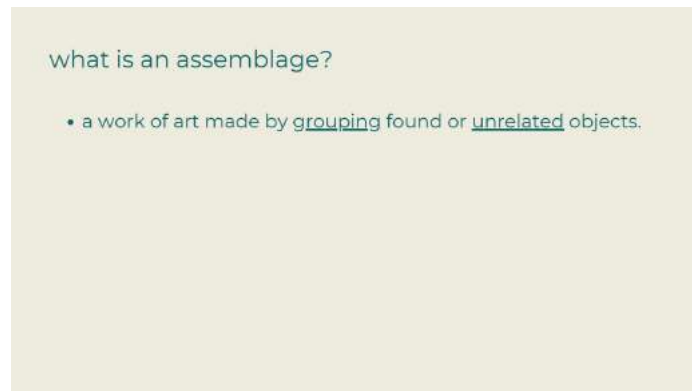 what is an assemblage?
• a work of art made by grouping found or unrelated objects.